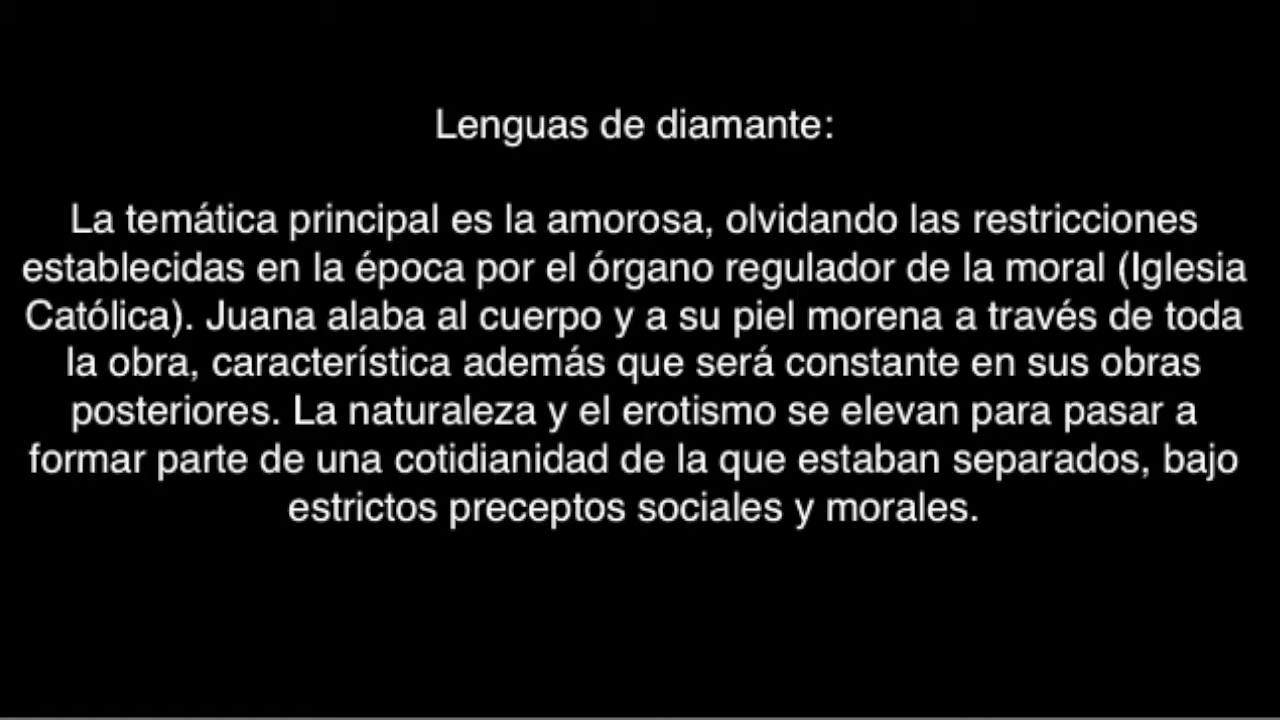 Lenguas de diamante:
La temática principal es la amorosa, olvidando las restricciones
establecidas en la época por el órgano regulador de la moral (Iglesia
Católica). Juana alaba al cuerpo y a su piel morena a través de toda
la obra, característica además que será constante en sus obras
posteriores. La naturaleza y el erotismo se elevan para pasar a
formar parte de una cotidianidad de la que estaban separados, bajo
estrictos preceptos sociales y morales.